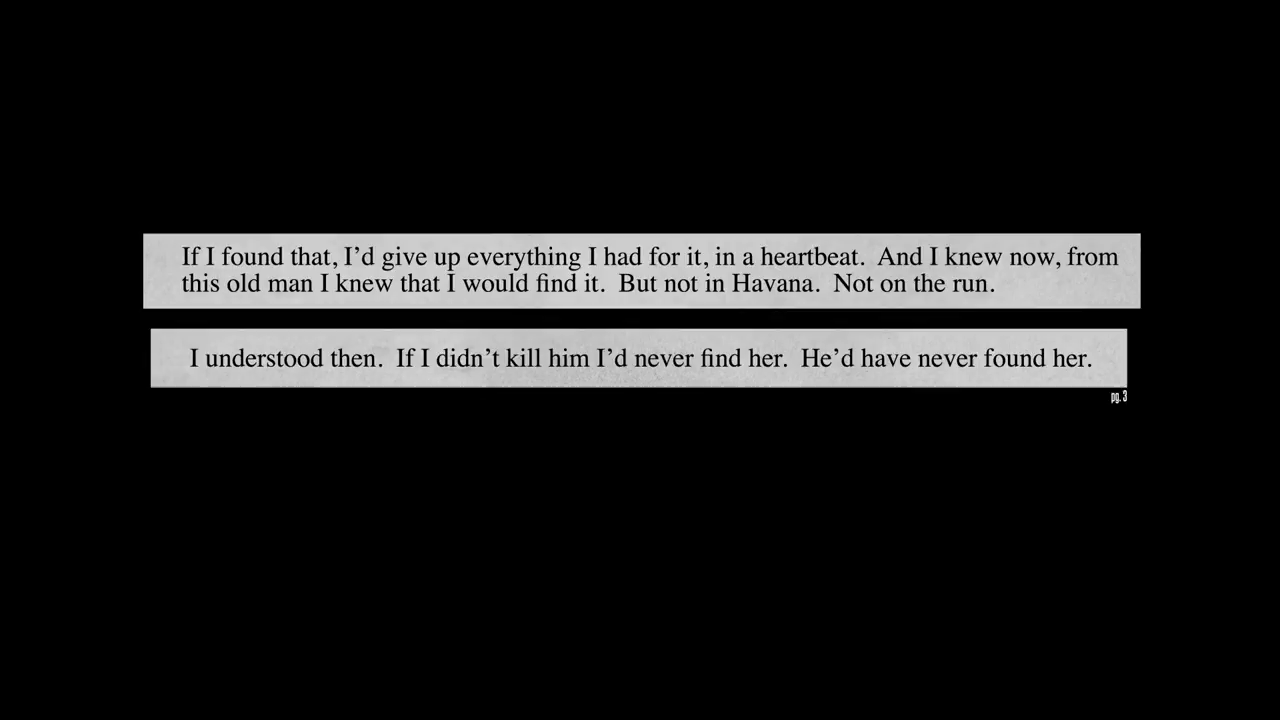 If I found that, I’d give up everything I had for it, in a heartbeat.  And I knew now, from
this old man I knew that I would find it.  But not in Havana.  Not on the run.
I understood then.  If I didn’t kill him I’d never find her.  He’d have never found her.
pg. 3